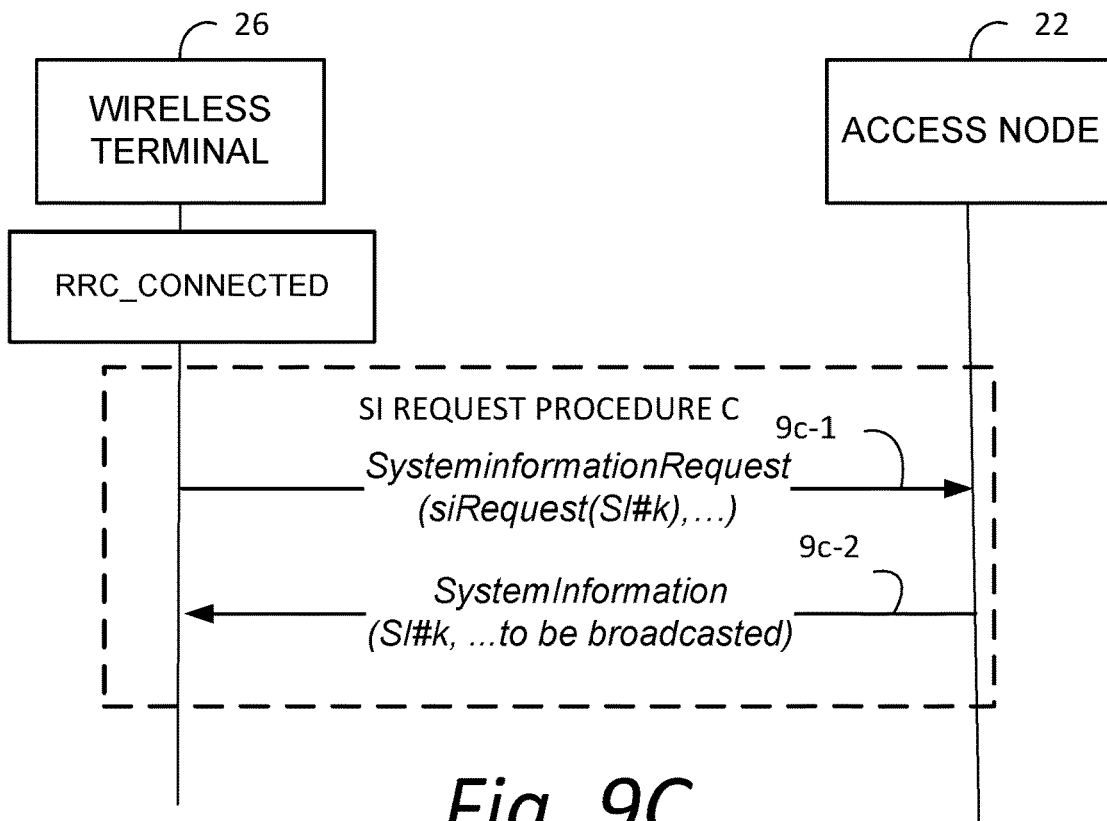 26
22
WIRELESS
TERMINAL
ACCESS NODE
RRC_CONNECTED
SI REQUEST PROCEDURE C
9c-1
SysteminformationRequest
(siRequest(SI#k),...)
9c-2
SystemInformation
(SI#k, ...to be broadcasted)
Fig. 9C